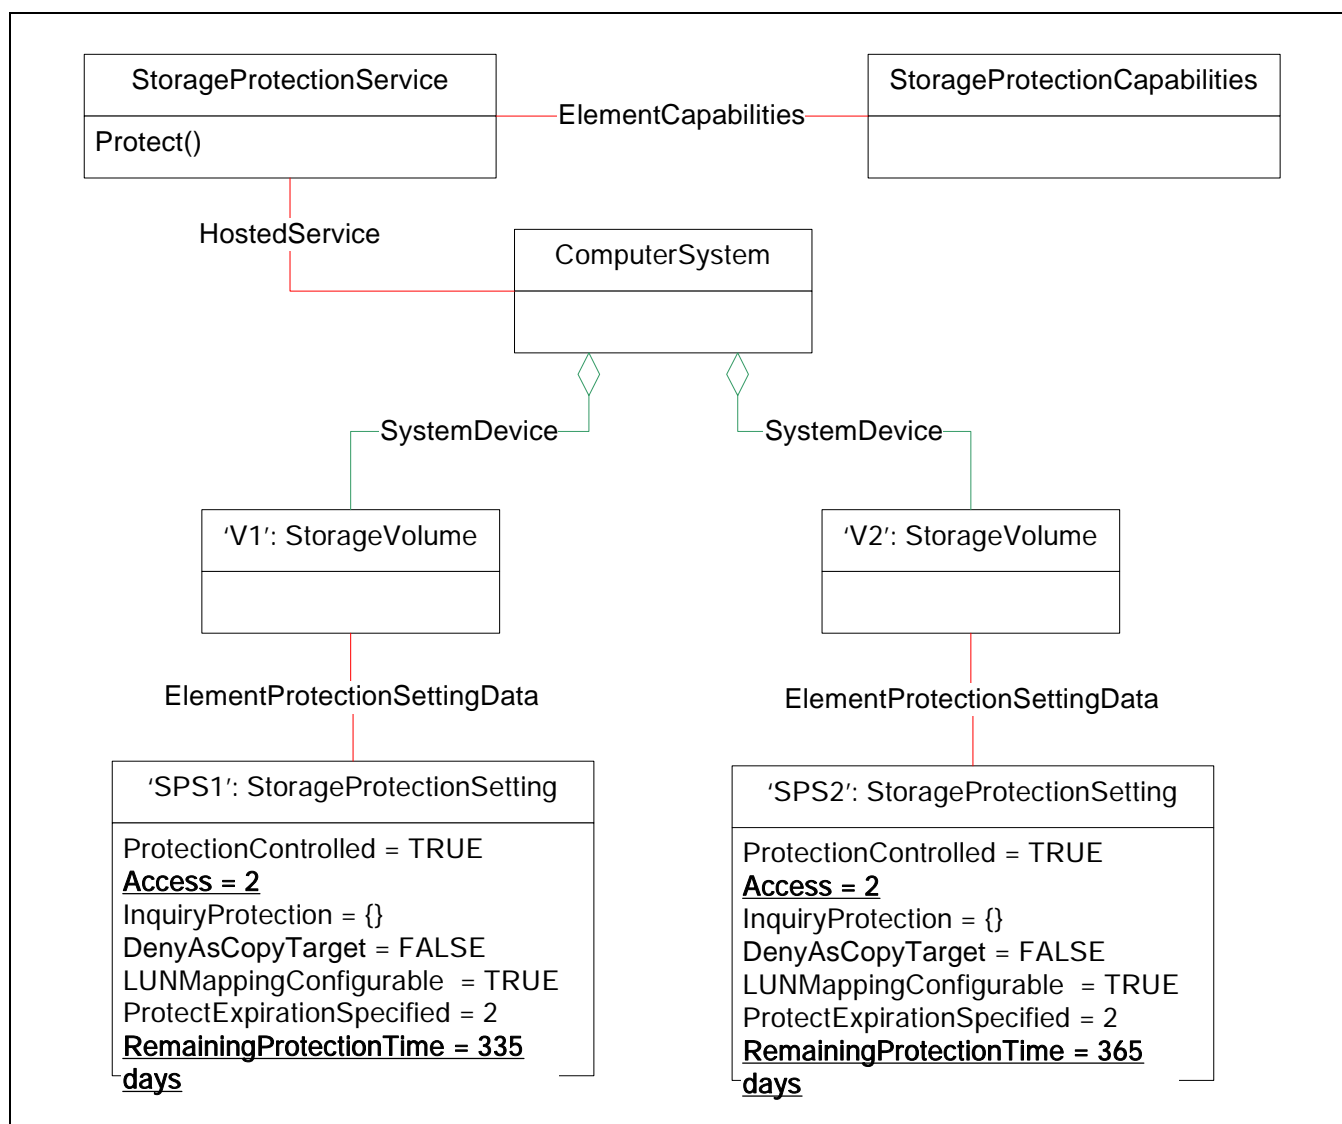 StorageProtectionService
Protect()
ElementCapabilities
StorageProtectionCapabilities
HostedService
ComputerSystem
SystemDevice
SystemDevice
‘V1’: StorageVolume
‘V2’: StorageVolume
ElementProtectionSettingData
ElementProtectionSettingData
‘SPS1’: StorageProtectionSetting
ProtectionControlled = TRUE
Access = 2
InquiryProtection = {}
DenyAsCopyTarget = FALSE
LUNMappingConfigurable = TRUE
ProtectExpirationSpecified = 2
RemainingProtectionTime = 335
days
‘SPS2’: StorageProtectionSetting
ProtectionControlled = TRUE
Access = 2
InquiryProtection = {}
DenyAsCopyTarget = FALSE
LUNMappingConfigurable = TRUE
ProtectExpirationSpecified = 2
RemainingProtectionTime = 365
days